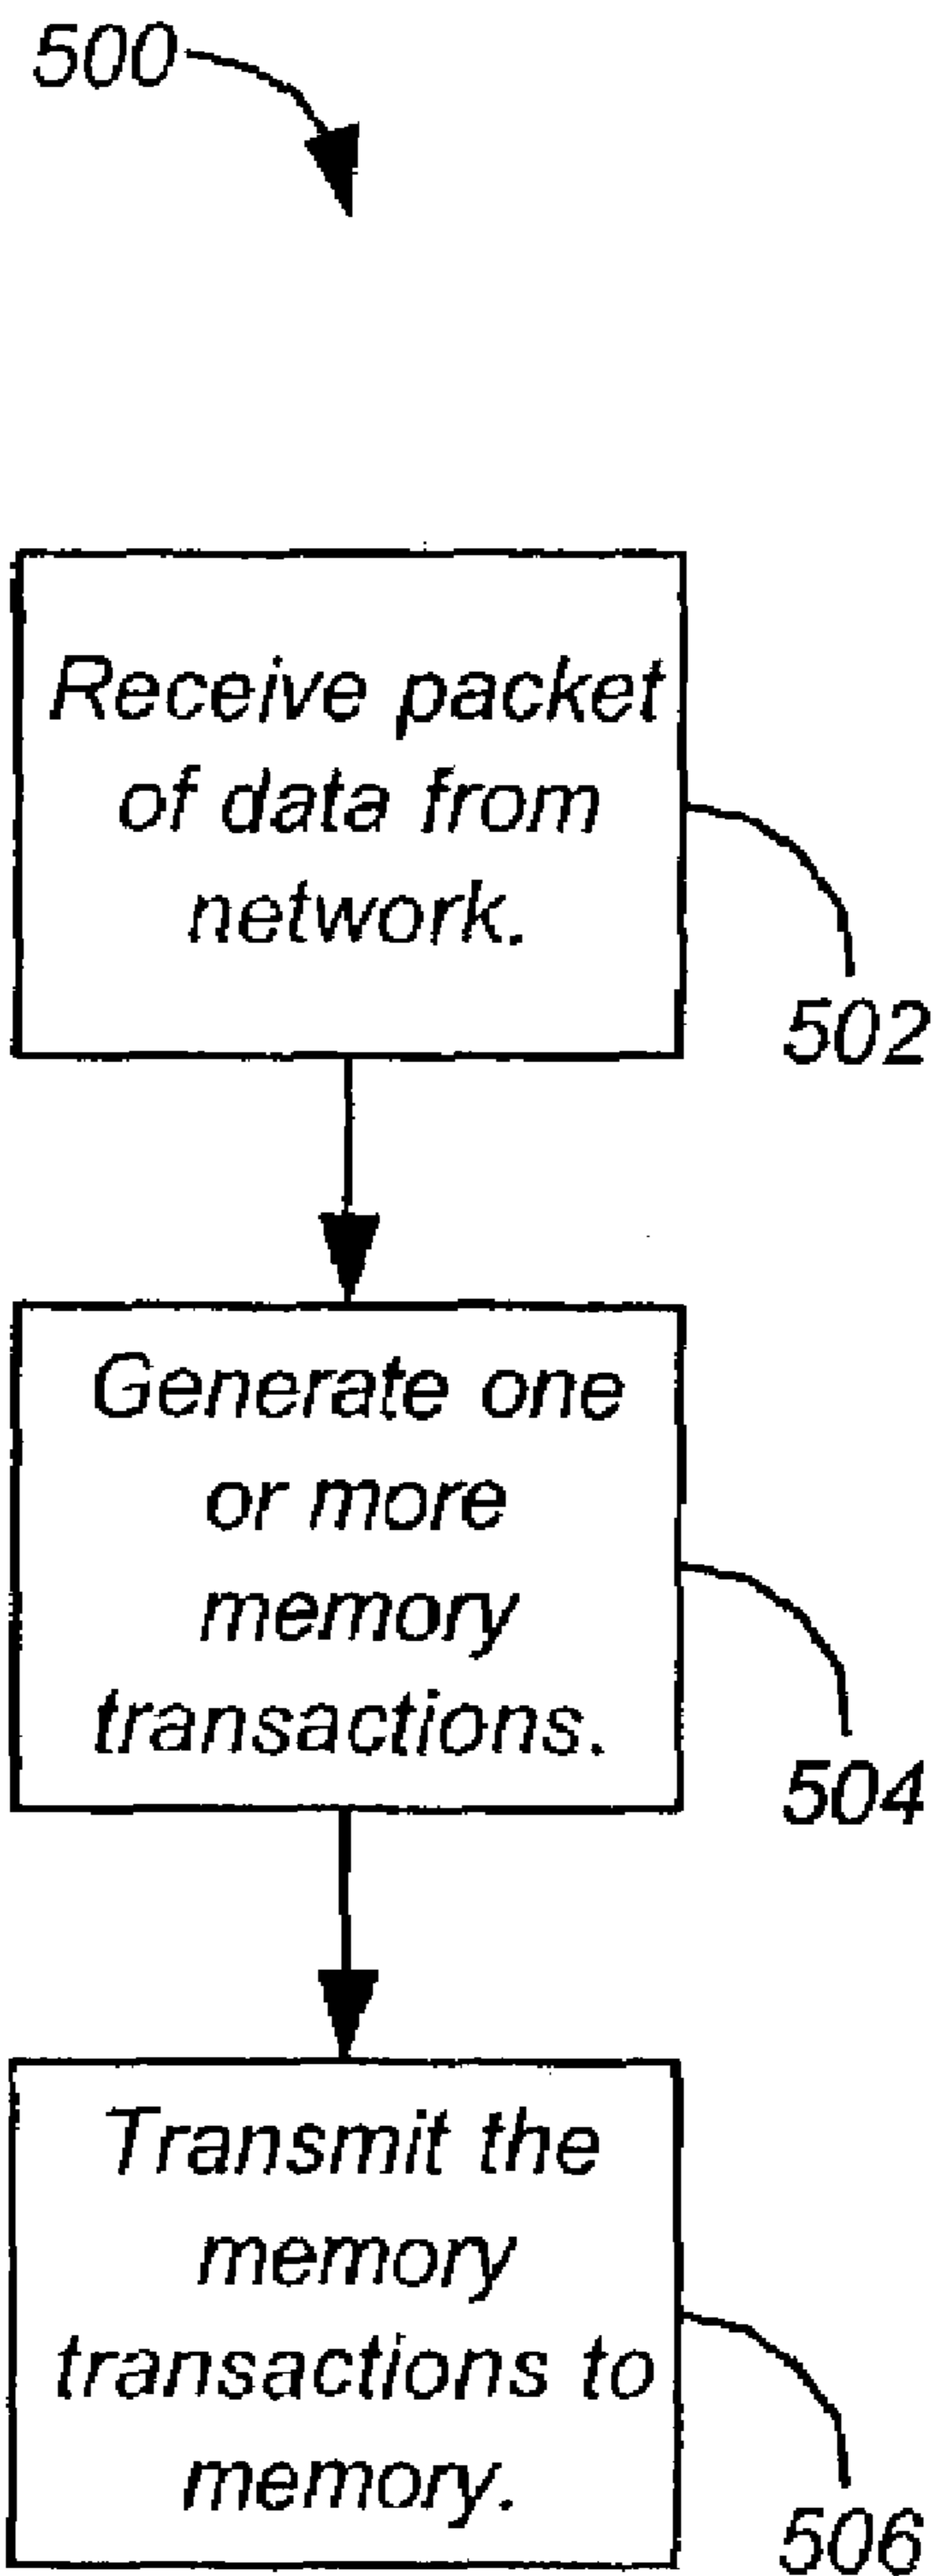 500
Receive packet
of data from
network.
502
Generate one
or more
memory
transactions.
504
Transmit the
memory
transactions to
memory.
506